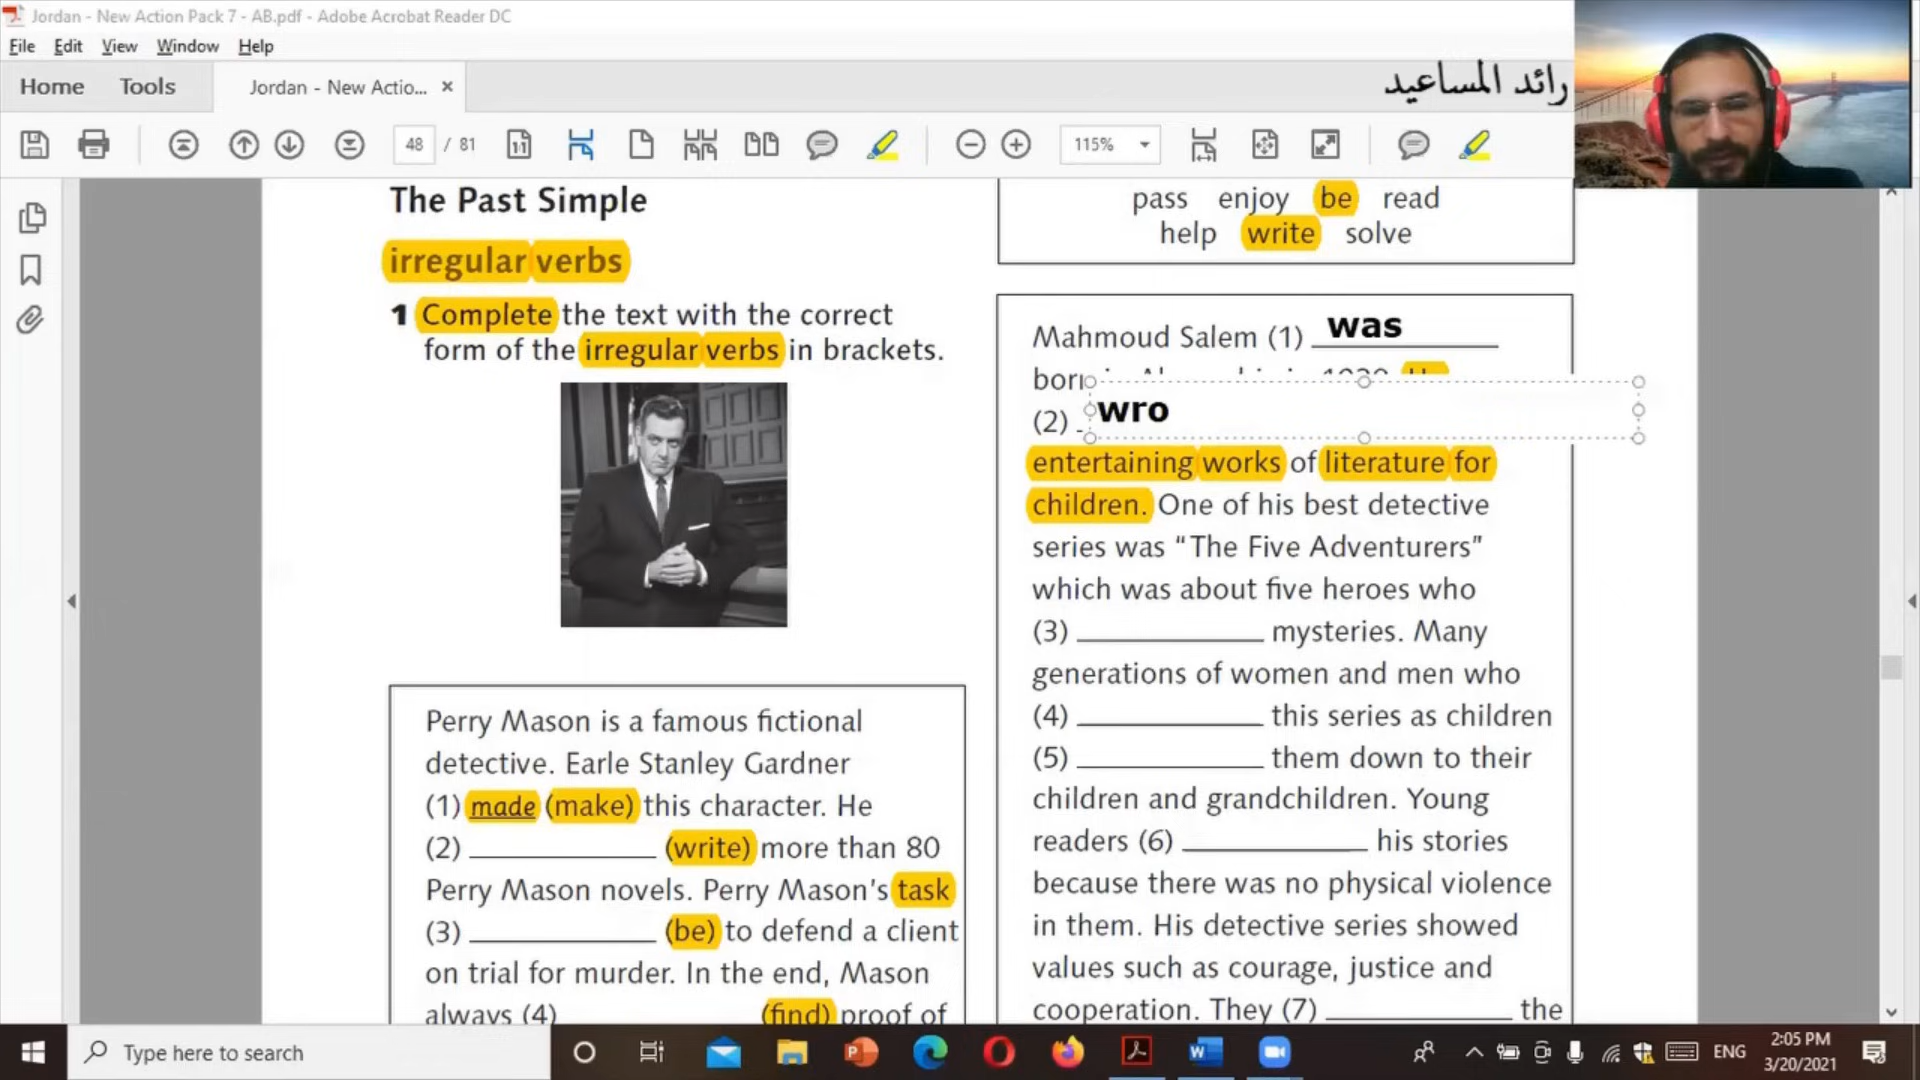 Jordan - New Action Pack 7 - AB.pdf - Adobe Acrobat Reader DC
File Edit View Window Help
Home Tools Jordan - New Actio... ×
رائد المساعيد
48 / 81 115%
The Past Simple
irregular verbs
1 Complete the text with the correct
form of the irregular verbs in brackets.
Perry Mason is a famous fictional
detective. Earle Stanley Gardner
(1) made (make) this character. He
(2) ____________ (write) more than 80
Perry Mason novels. Perry Mason's task
(3) ____________ (be) to defend a client
on trial for murder. In the end, Mason
always (4) ____________ (find) proof of
pass enjoy be read
help write solve
Mahmoud Salem (1) was
born
(2) wro
entertaining works of literature for
children. One of his best detective
series was “The Five Adventurers”
which was about five heroes who
(3) ____________ mysteries. Many
generations of women and men who
(4) ____________ this series as children
(5) ____________ them down to their
children and grandchildren. Young
readers (6) ____________ his stories
because there was no physical violence
in them. His detective series showed
values such as courage, justice and
cooperation. They (7) ____________ the
Type here to search
ENG
2:05 PM
3/20/2021